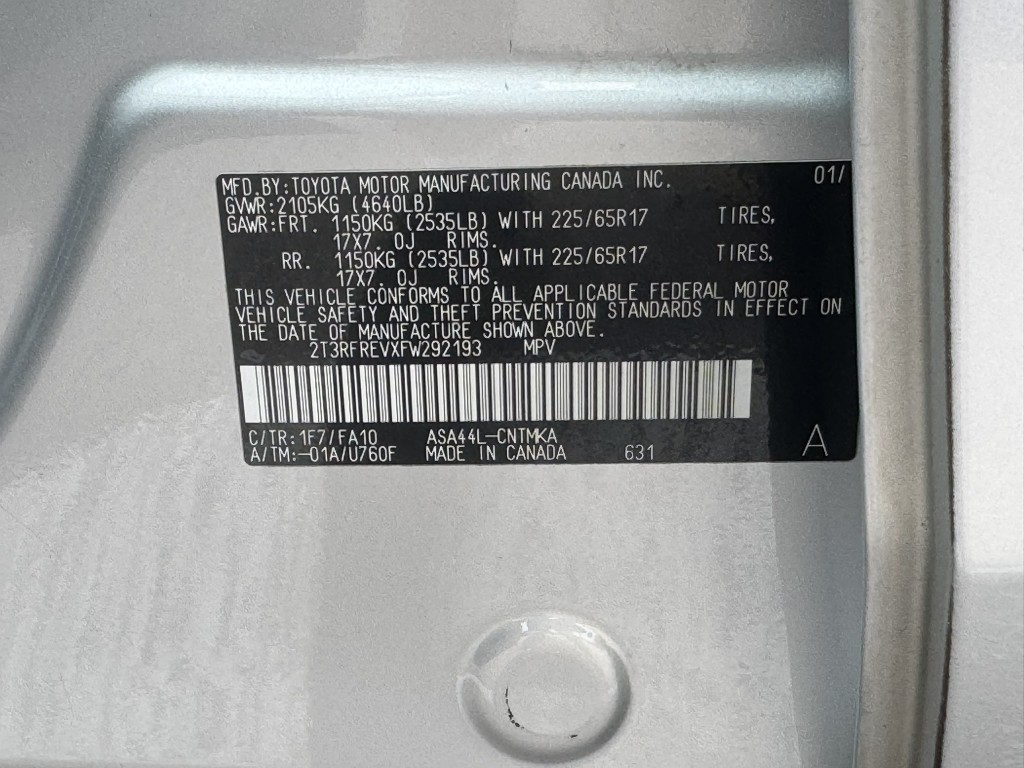 MFD.BY:TOYOTA MOTOR MANUFACTURING CANADA INC. 01/
GVWR:2105KG (4640LB)
GAWR:FRT. 1150KG (2535LB) WITH 225/65R17 TIRES,
17X7. 0J RIMS.
RR. 1150KG (2535LB) WITH 225/65R17 TIRES,
17X7. 0J RIMS.
THIS VEHICLE CONFORMS TO ALL APPLICABLE FEDERAL MOTOR
VEHICLE SAFETY AND THEFT PREVENTION STANDARDS IN EFFECT ON
THE DATE OF MANUFACTURE SHOWN ABOVE.
2T3RFREVXFW292193 MPV
C/TR:1F7/FA10 ASA44L-CNTMKA
A/TM:-01A/U760F MADE IN CANADA 631 A